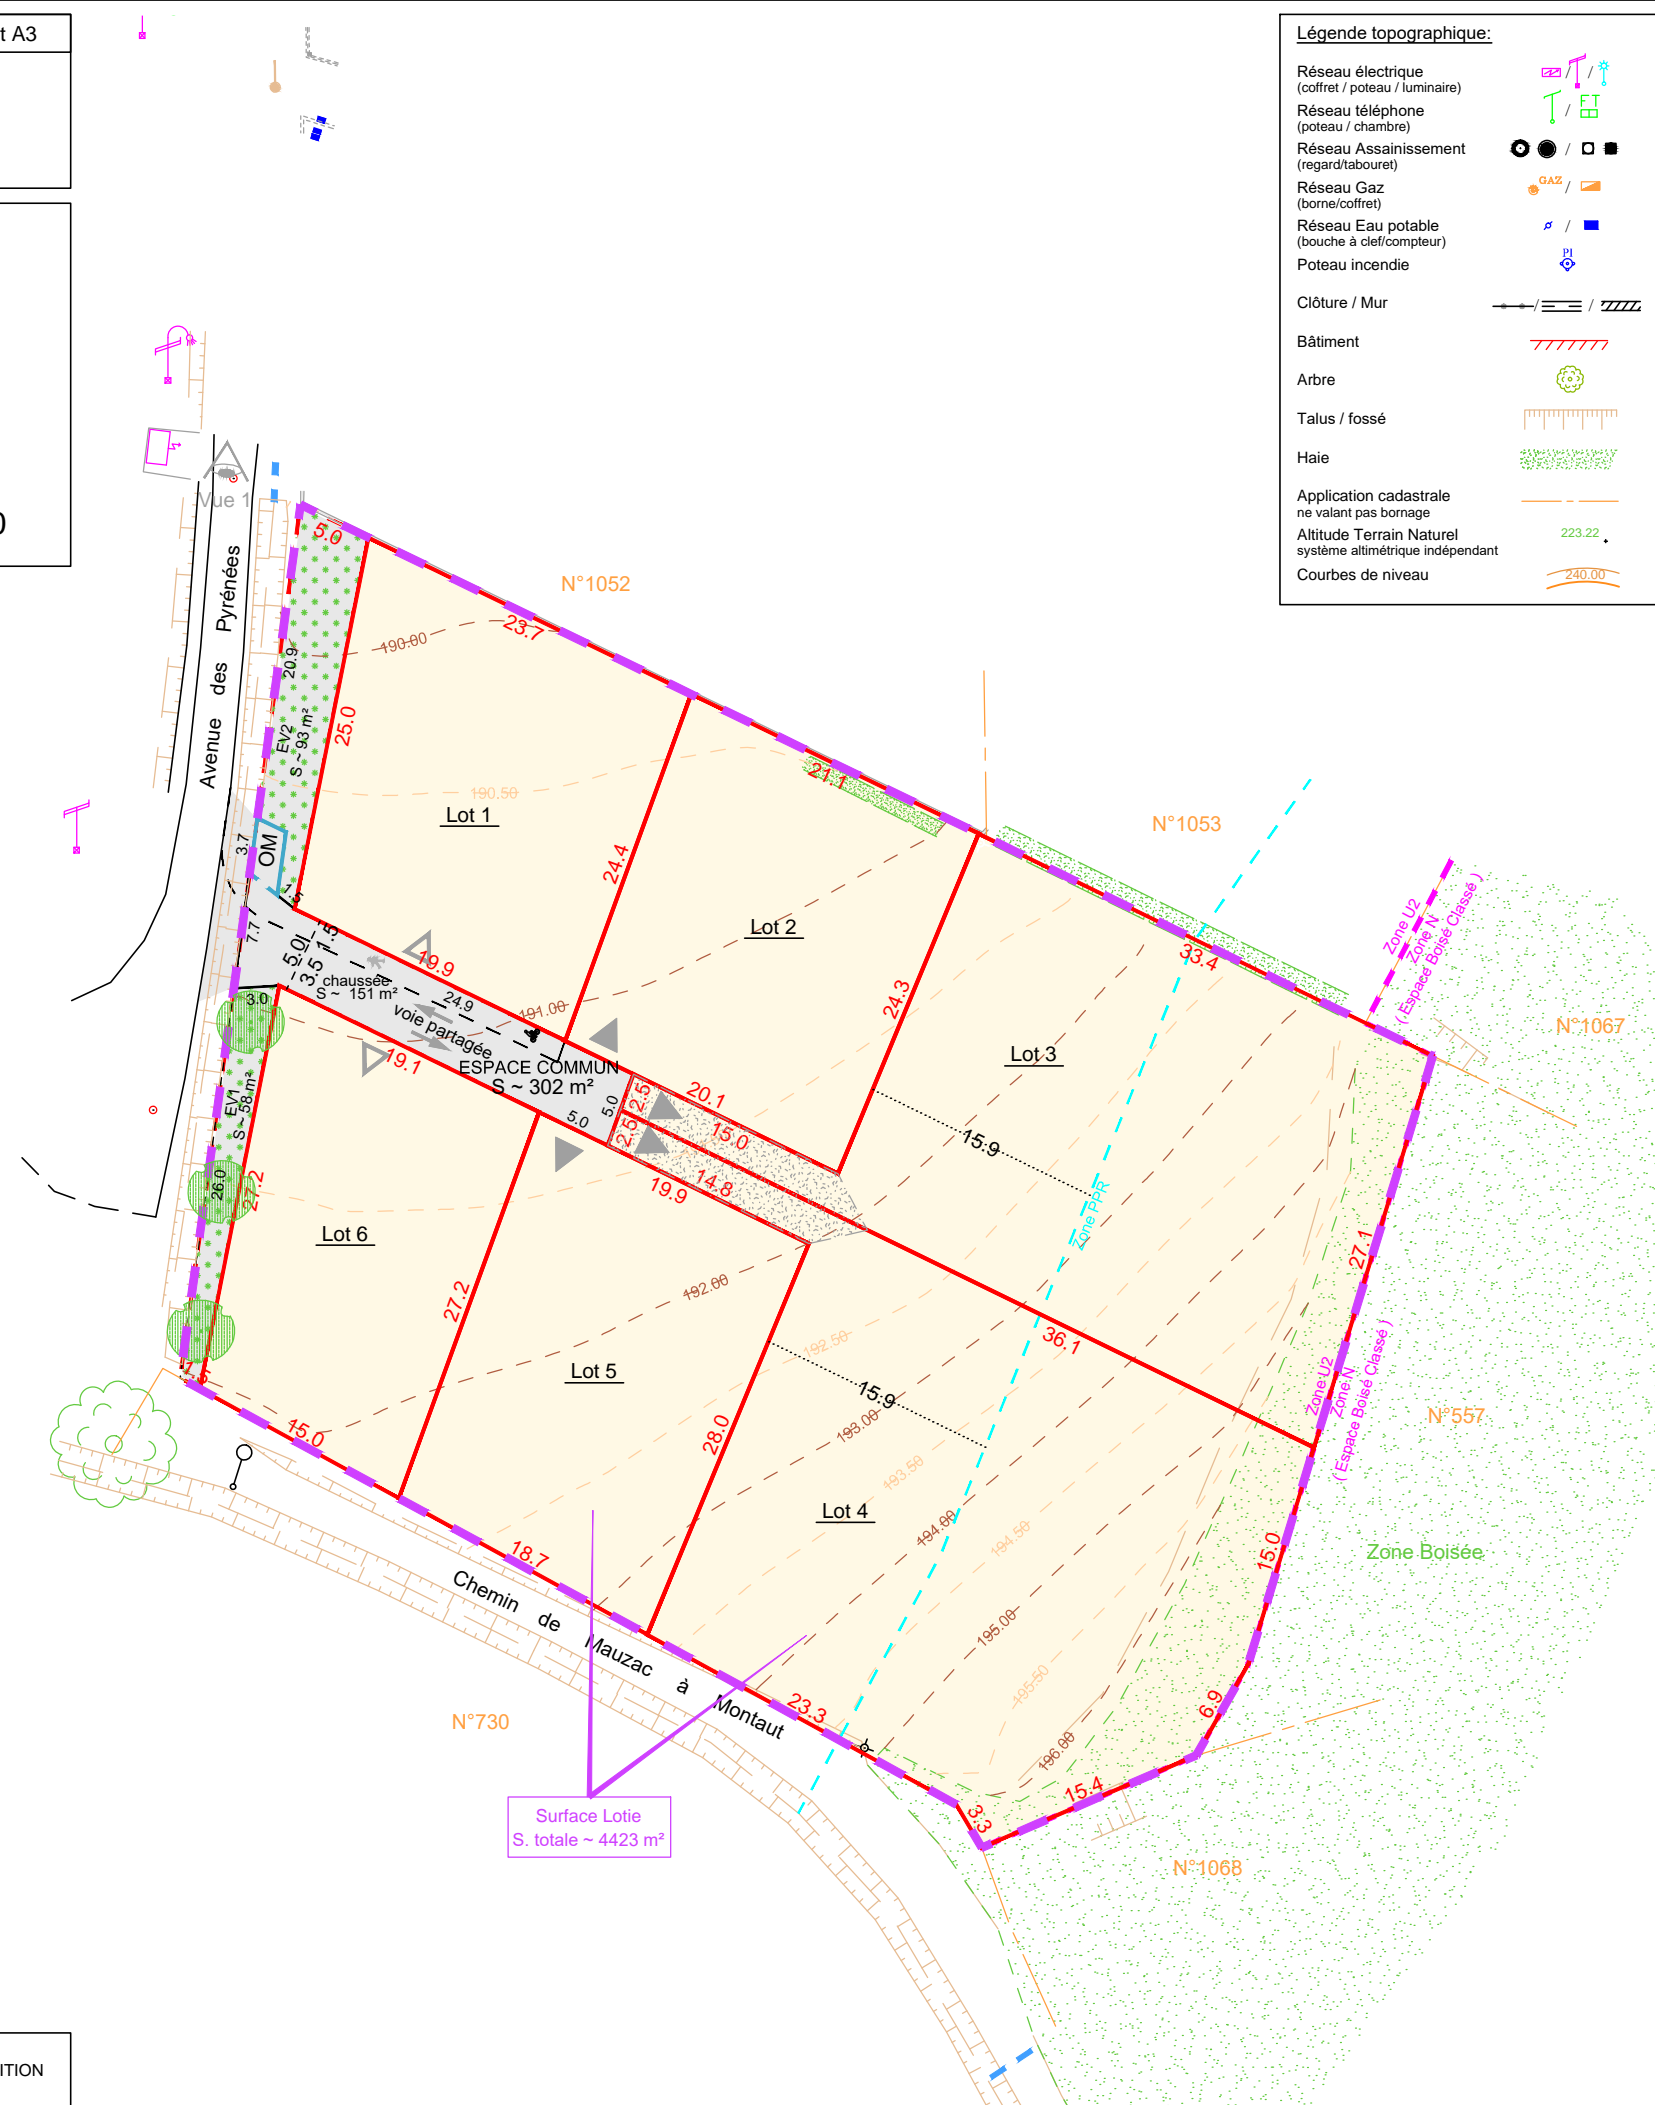 t A3
Légende topographique:
Réseau électrique
(coffret / poteau / luminaire)
Réseau téléphone
(poteau / chambre)
FT
Réseau Assainissement
(regard/tabouret)
Réseau Gaz
(borne/coffret)
GAZ
Réseau Eau potable
(bouche à clef/compteur)
Poteau incendie
PI
Clôture / Mur
Bâtiment
Arbre
Talus / fossé
Haie
Application cadastrale
ne valant pas bornage
Altitude Terrain Naturel
système altimétrique indépendant
223.22
Courbes de niveau
240.00
0
Vue 1
Avenue des Pyrénées
5.0
N°1052
23.7
190.00
20.9
EV2
S ~ 93 m²
25.0
190.50
Lot 1
21.1
N°1053
3.7
OM
1.5
24.4
Lot 2
7.7
5.0
3.5
1.5
19.9
chaussée
S ~ 151 m²
24.9
voie partagée
191.00
3.0
19.1
ESPACE COMMUN
S ~ 302 m²
5.0
5.0
2.5
2.5
20.1
15.0
14.8
19.9
24.3
33.4
Lot 3
15.9
Zone PPR
Zone U2
Zone N
( Espace Boisé Classé )
N°1067
EV1
S ~ 58 m²
26.0
27.2
Lot 6
27.2
192.00
27.1
36.1
192.50
Lot 5
15.9
193.00
Zone U2
Zone N
( Espace Boisé Classé )
N°557
1.5
15.0
28.0
193.50
Lot 4
194.00
194.50
15.0
Zone Boisée
18.7
Chemin de Mauzac à Montaut
195.00
195.50
23.3
6.9
196.00
15.4
3.3
N°730
Surface Lotie
S. totale ~ 4423 m²
N°1068
ITION